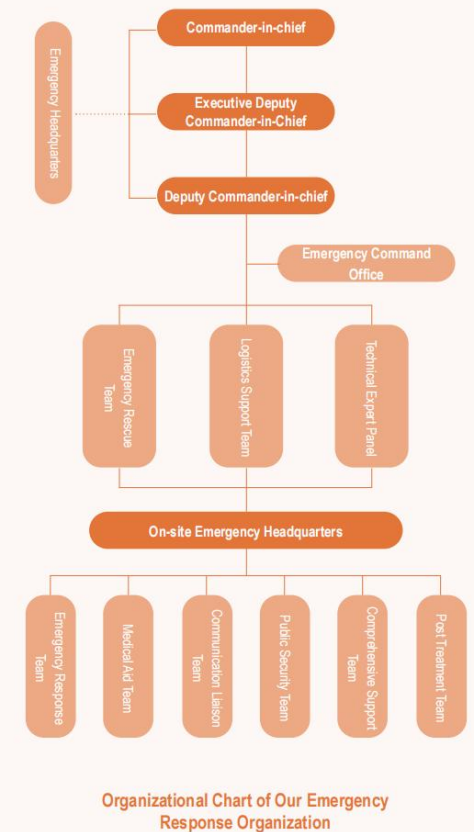 Commander-in-chief
Emergency Headquarters
Executive Deputy
Commander-in-Chief
Deputy Commander-in-chief
Emergency Command
Office
Emergency Rescue
Team
Logistics Support Team
Technical Expert Panel
On-site Emergency Headquarters
Emergency Response
Team
Medical Aid Team
Communication Liaison
Team
Public Security Team
Comprehensive Support
Team
Post Treatment Team
Organizational Chart of Our Emergency
Response Organization